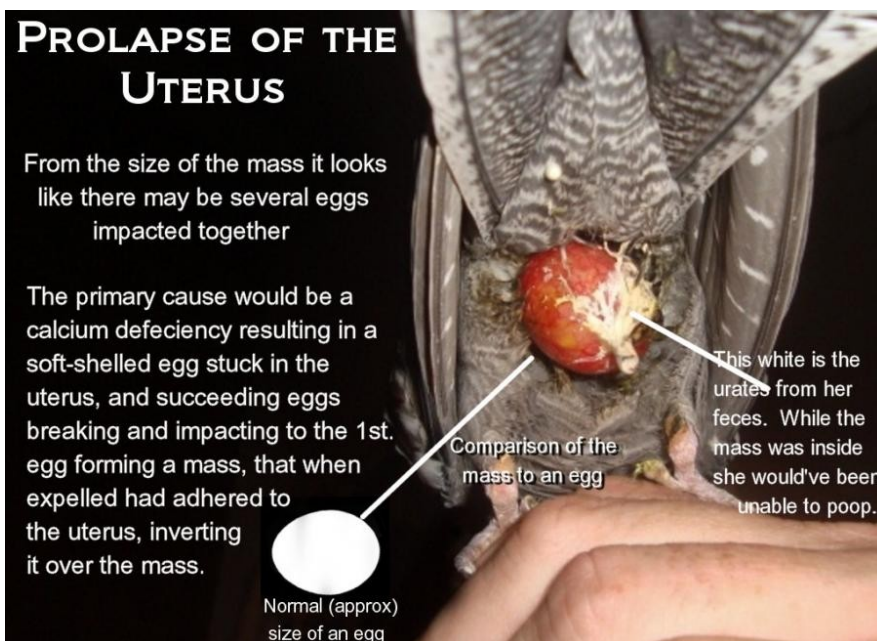 PROLAPSE OF THE
UTERUS
From the size of the mass it looks
like there may be several eggs
impacted together
The primary cause would be a
calcium defeciency resulting in a
soft-shelled egg stuck in the
uterus, and succeeding eggs
breaking and impacting to the 1st.
egg forming a mass, that when
expelled had adhered to
the uterus, inverting
it over the mass.
Comparison of the
mass to an egg
Normal (approx)
size of an egg
This white is the
urates from her
feces. While the
mass was inside
she would've been
unable to poop.